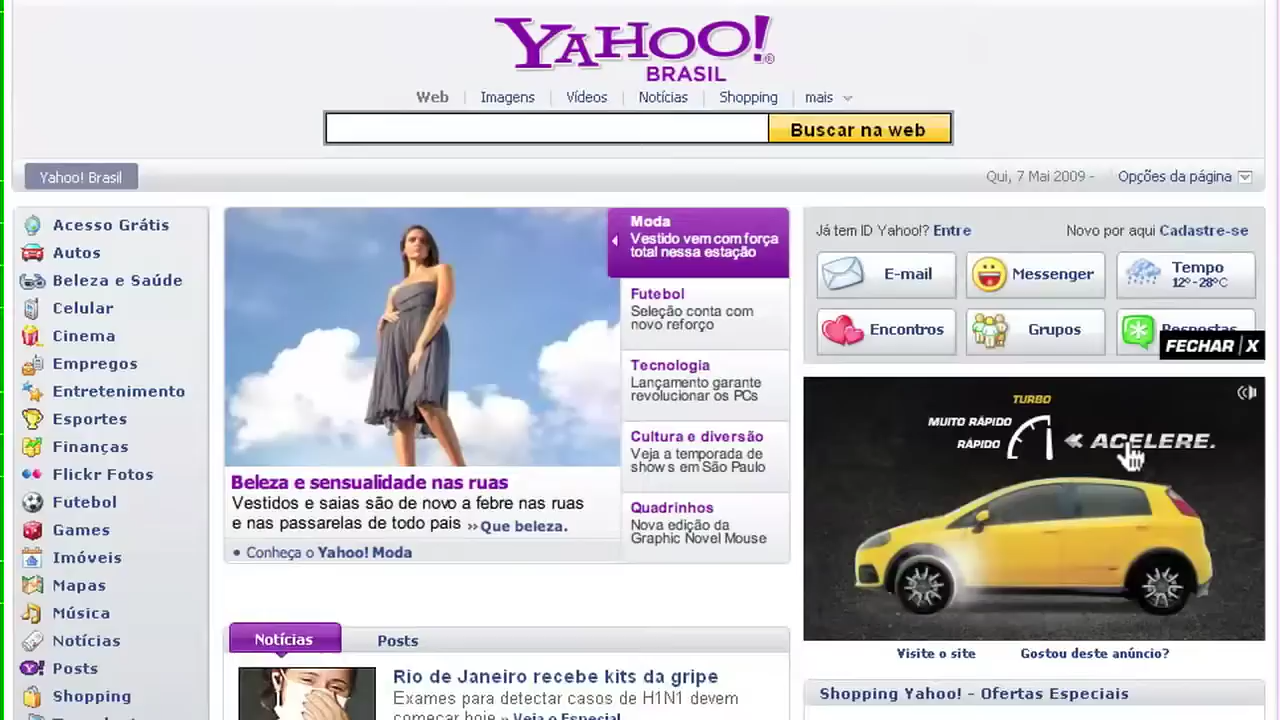 YAHOO!®
BRASIL
Web | Imagens | Vídeos | Notícias | Shopping | mais
Buscar na web
Yahoo! Brasil
Qui, 7 Mai 2009 -
Opções da página
Acesso Grátis
Autos
Beleza e Saúde
Celular
Cinema
Empregos
Entretenimento
Esportes
Finanças
Flickr Fotos
Futebol
Games
Imóveis
Mapas
Música
Notícias
Posts
Shopping
Moda
Vestido vem com força
total nessa estação
Futebol
Seleção conta com
novo reforço
Tecnologia
Lançamento garante
revolucionar os PCs
Cultura e diversão
Veja a temporada de
shows em São Paulo
Quadrinhos
Nova edição da
Graphic Novel Mouse
Beleza e sensualidade nas ruas
Vestidos e saias são de novo a febre nas ruas
e nas passarelas de todo pais ›› Que beleza.
• Conheça o Yahoo! Moda
Notícias
Posts
Rio de Janeiro recebe kits da gripe
Exames para detectar casos de H1N1 devem
começar hoje » Veja o Especial
Já tem ID Yahoo!? Entre
Novo por aqui Cadastre-se
E-mail
Messenger
Tempo
12º-28ºC
Encontros
Grupos
Respostas
FECHAR | X
TURBO
MUITO RÁPIDO
RÁPIDO
ACELERE.
Visite o site
Gostou deste anúncio?
Shopping Yahoo! - Ofertas Especiais